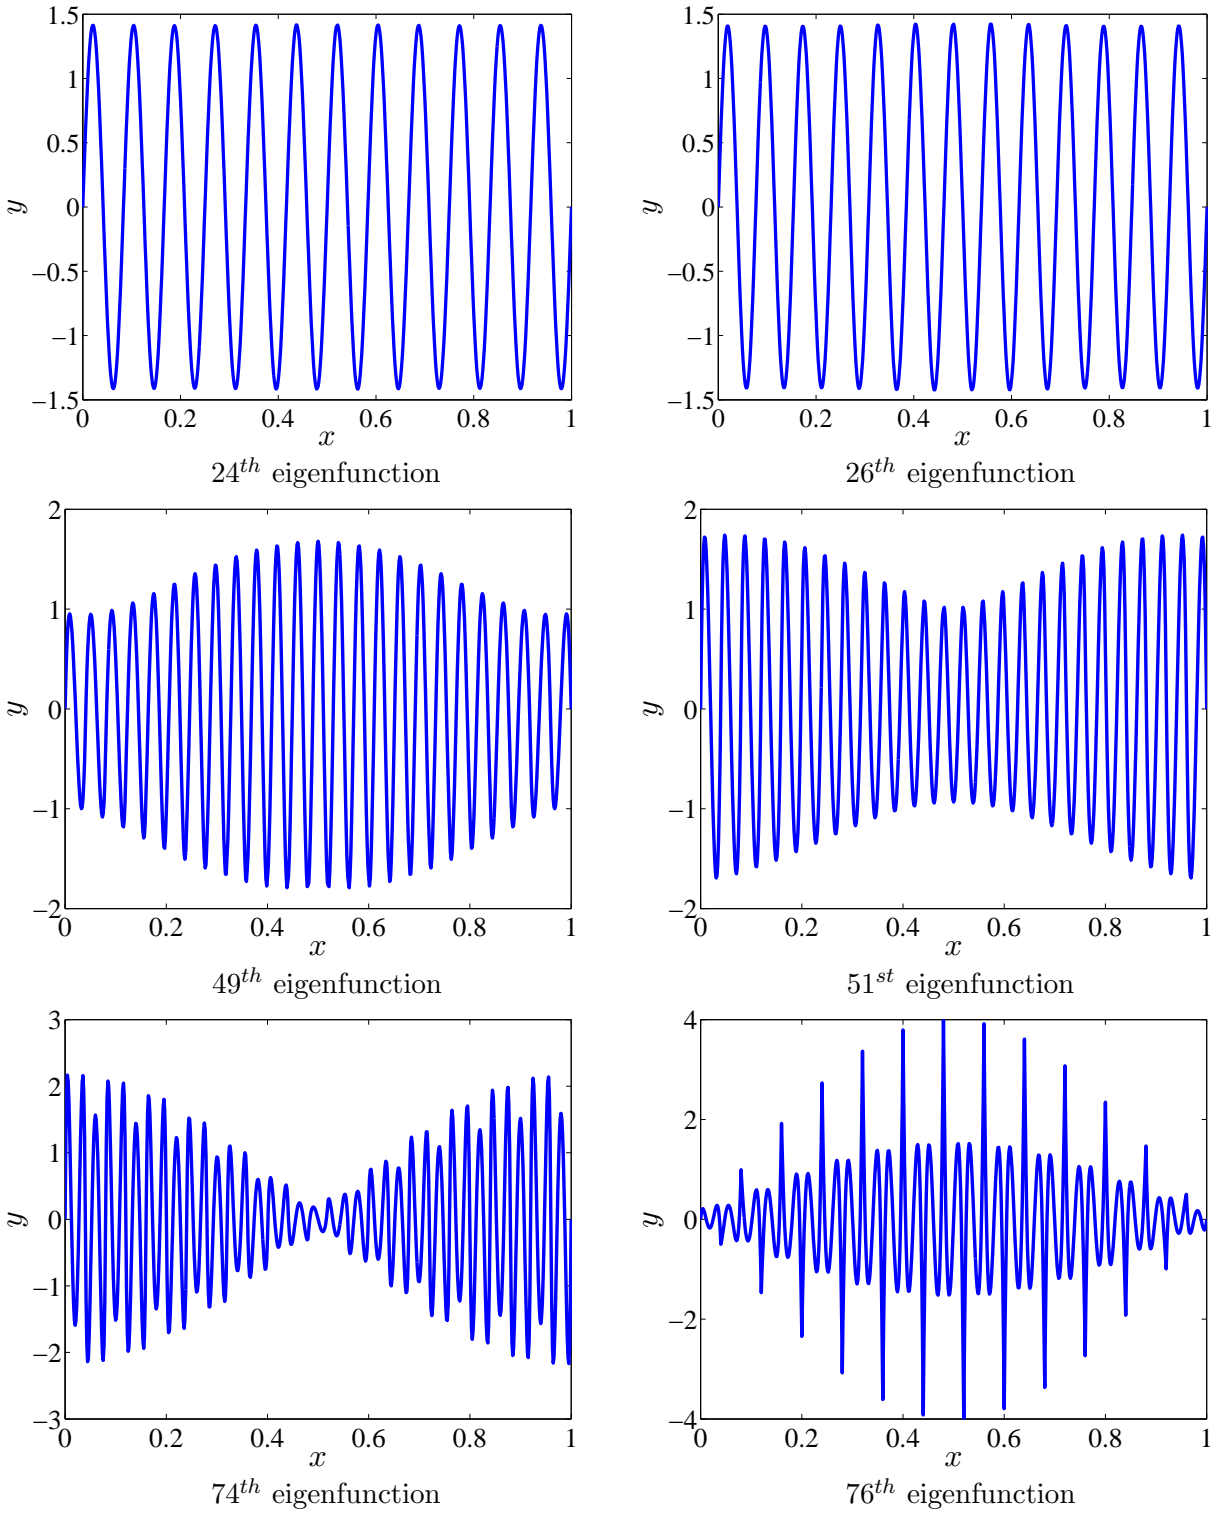 1.5
1
0.5
0
−0.5
−1
−1.5
y
0 0.2 0.4 0.6 0.8 1
x
24th eigenfunction
1.5
1
0.5
0
−0.5
−1
−1.5
y
0 0.2 0.4 0.6 0.8 1
x
26th eigenfunction
2
1
0
−1
−2
y
0 0.2 0.4 0.6 0.8 1
x
49th eigenfunction
2
1
0
−1
−2
y
0 0.2 0.4 0.6 0.8 1
x
51st eigenfunction
3
2
1
0
−1
−2
−3
y
0 0.2 0.4 0.6 0.8 1
x
74th eigenfunction
4
2
0
−2
−4
y
0 0.2 0.4 0.6 0.8 1
x
76th eigenfunction